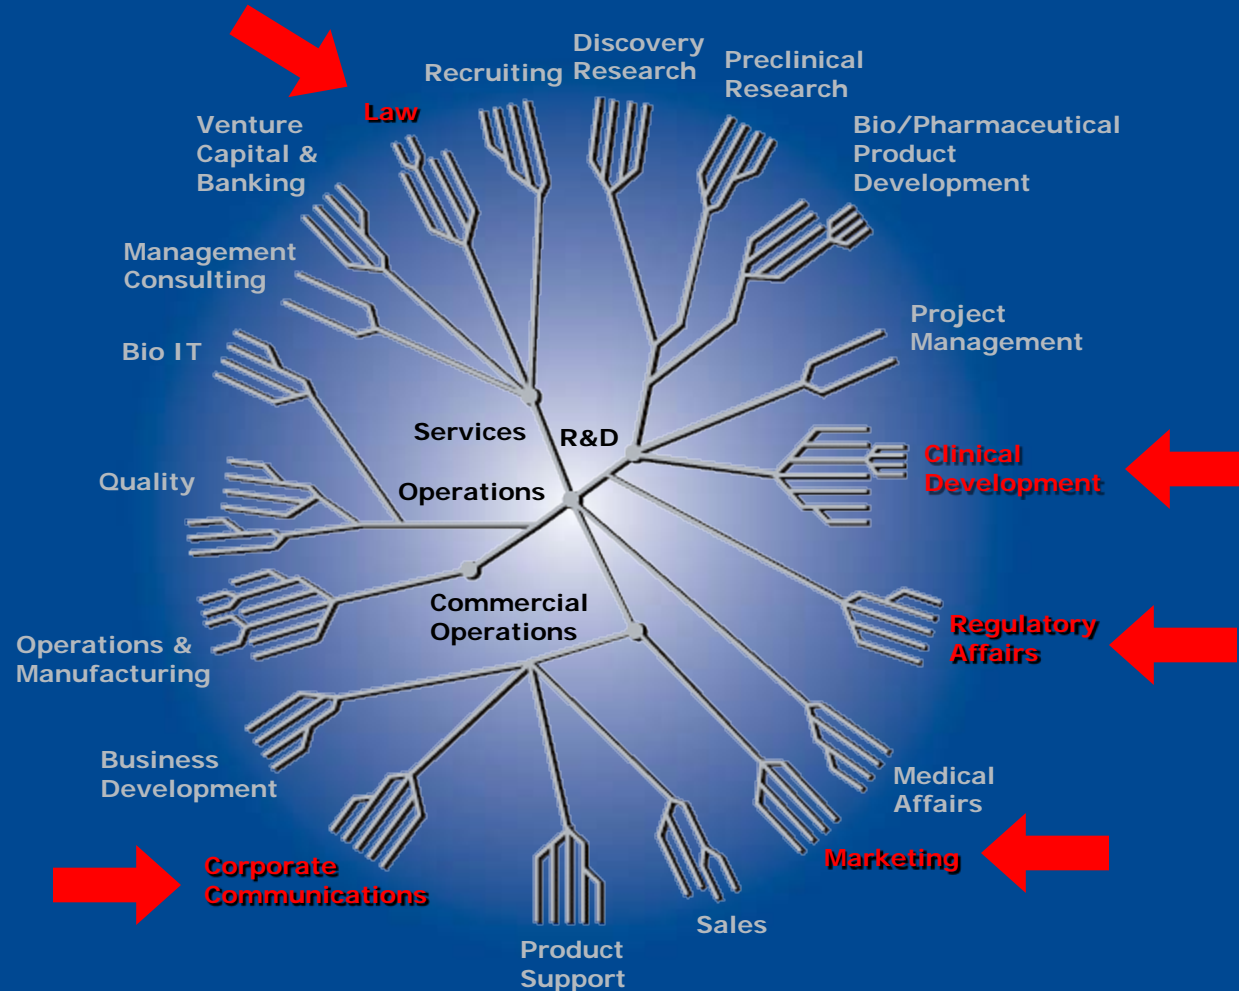 Discovery
Research
Recruiting
Preclinical
Research
Law
Venture
Capital &
Banking
Bio/Pharmaceutical
Product
Development
Management
Consulting
Project
Management
Bio IT
Services
R&D
Clinical
Development
Quality
Operations
Commercial
Operations
Regulatory
Affairs
Operations &
Manufacturing
Business
Development
Medical
Affairs
Marketing
Corporate
Communications
Sales
Product
Support